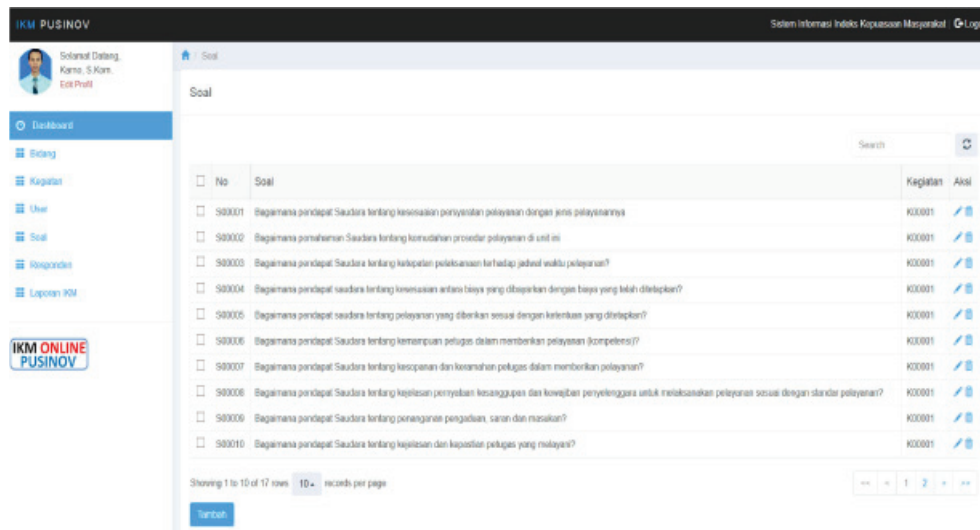 IKM PUSINOV
Sistem Informasi Indeks Kepuasaan Masyarakat
Selamat Datang,
Karno, S.Kom.
Edit Profil
Soal
Soal
Dashboard
Bidang
Kegiatan
User
Soal
Responden
Laporan IKM
IKM ONLINE
PUSINOV
Search
No Soal Kegiatan Aksi
S00001 Bagaimana pendapat Saudara tentang kesesuaian persyaratan pelayanan dengan jenis pelayanannya K00001
S00002 Bagaimana pemahaman Saudara tentang kemudahan prosedur pelayanan di unit ini K00001
S00003 Bagaimana pendapat Saudara tentang ketepatan pelaksanaan terhadap jadwal waktu pelayanan? K00001
S00004 Bagaimana pendapat saudara tentang kesesuaian antara biaya yang dibayarkan dengan biaya yang telah ditetapkan? K00001
S00005 Bagaimana pendapat saudara tentang pelayanan yang diberikan sesuai dengan ketentuan yang ditetapkan? K00001
S00006 Bagaimana pendapat Saudara tentang kemampuan petugas dalam memberikan pelayanan (kompetensi)? K00001
S00007 Bagaimana pendapat Saudara tentang kesopanan dan keramahan petugas dalam memberikan pelayanan? K00001
S00008 Bagaimana pendapat Saudara tentang kejelasan pernyataan kesanggupan dan kewajiban penyelenggara untuk melaksanakan pelayanan sesuai dengan standar pelayanan? K00001
S00009 Bagaimana pendapat Saudara tentang penanganan pengaduan, saran dan masukan? K00001
S00010 Bagaimana pendapat Saudara tentang kejelasan dan kepastian petugas yang melayani? K00001
Showing 1 to 10 of 17 rows 10 records per page
1 2
Tambah